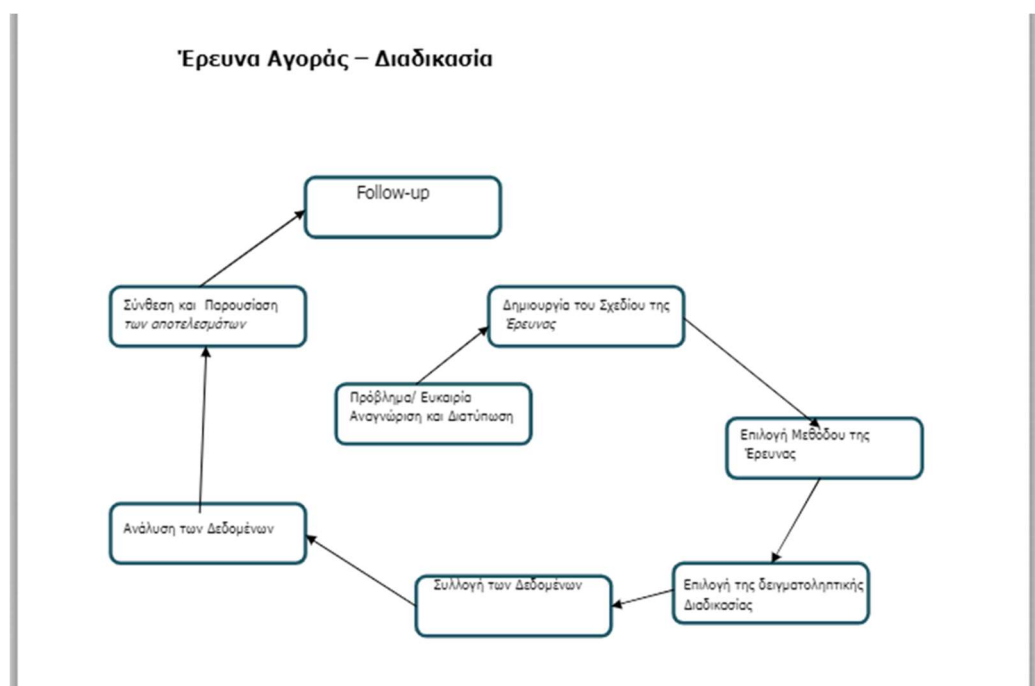 Έρευνα Αγοράς – Διαδικασία
Follow-up
Σύνθεση και Παρουσίαση
των αποτελεσμάτων
Δημιουργία του Σχεδίου της
Έρευνας
Πρόβλημα/ Ευκαιρία
Αναγνώριση και Διατύπωση
Επιλογή Μεθόδου της
Έρευνας
Ανάλυση των Δεδομένων
Συλλογή των Δεδομένων
Επιλογή της δειγματοληπτικής
Διαδικασίας